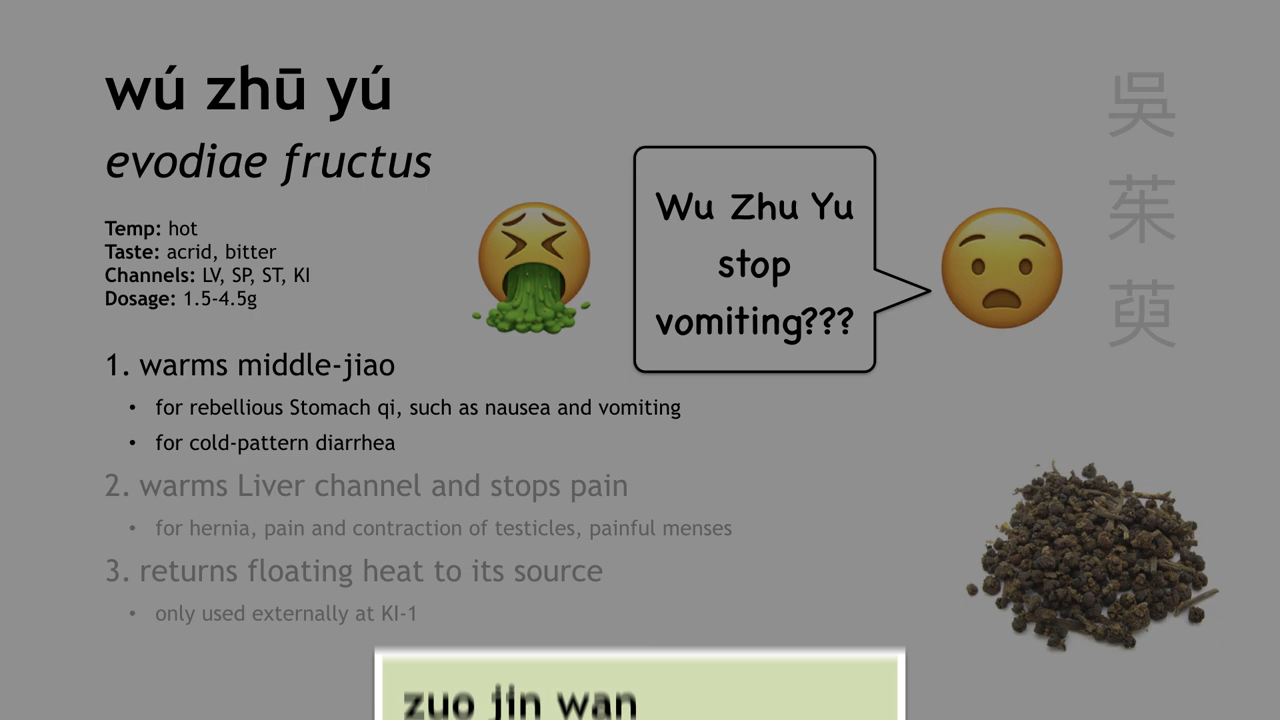 wú zhū yú
evodiae fructus
Temp: hot
Taste: acrid, bitter
Channels: LV, SP, ST, KI
Dosage: 1.5-4.5g
Wu Zhu Yu
stop
vomiting???
吳
茱
萸
1. warms middle-jiao
• for rebellious Stomach qi, such as nausea and vomiting
• for cold-pattern diarrhea
2. warms Liver channel and stops pain
• for hernia, pain and contraction of testicles, painful menses
3. returns floating heat to its source
• only used externally at KI-1
zuo jin wan